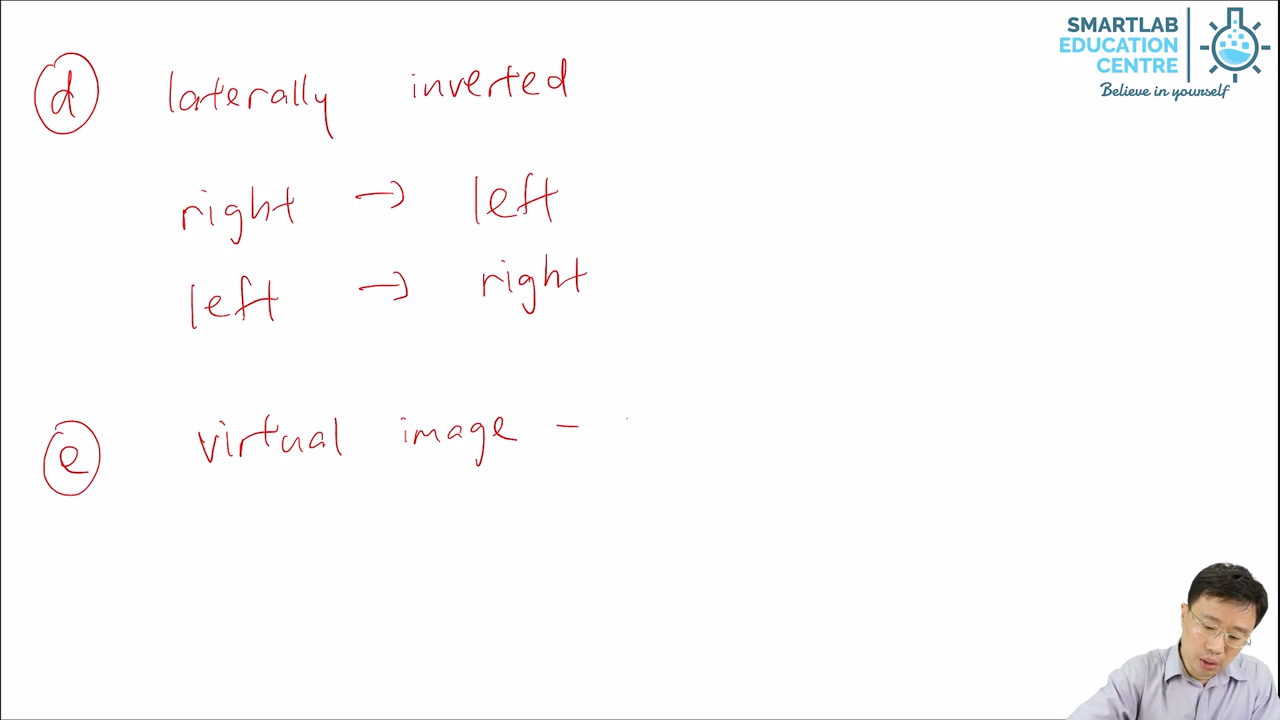 SMARTLAB
EDUCATION
CENTRE
Believe in yourself
d laterally inverted
right → left
left → right
e virtual image -